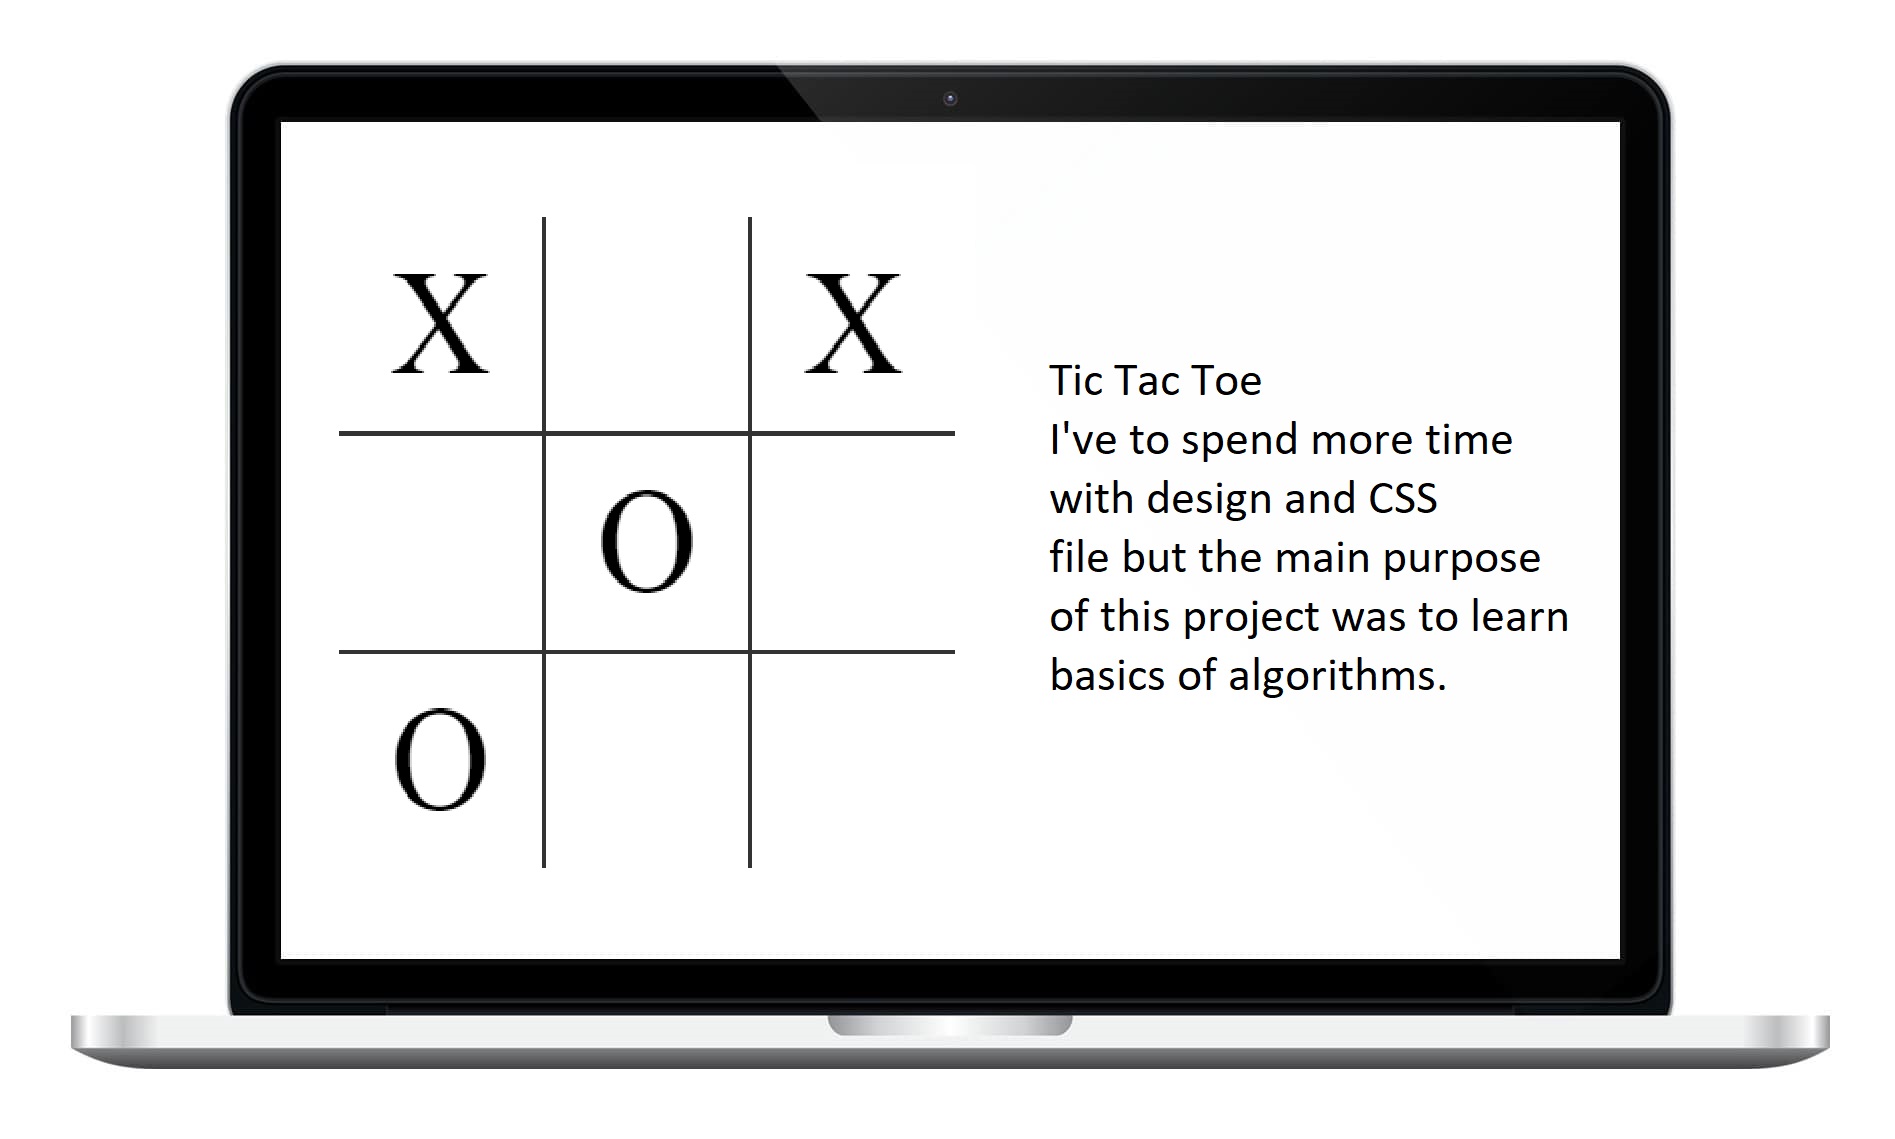 X X
O
O
Tic Tac Toe
I've to spend more time
with design and CSS
file but the main purpose
of this project was to learn
basics of algorithms.